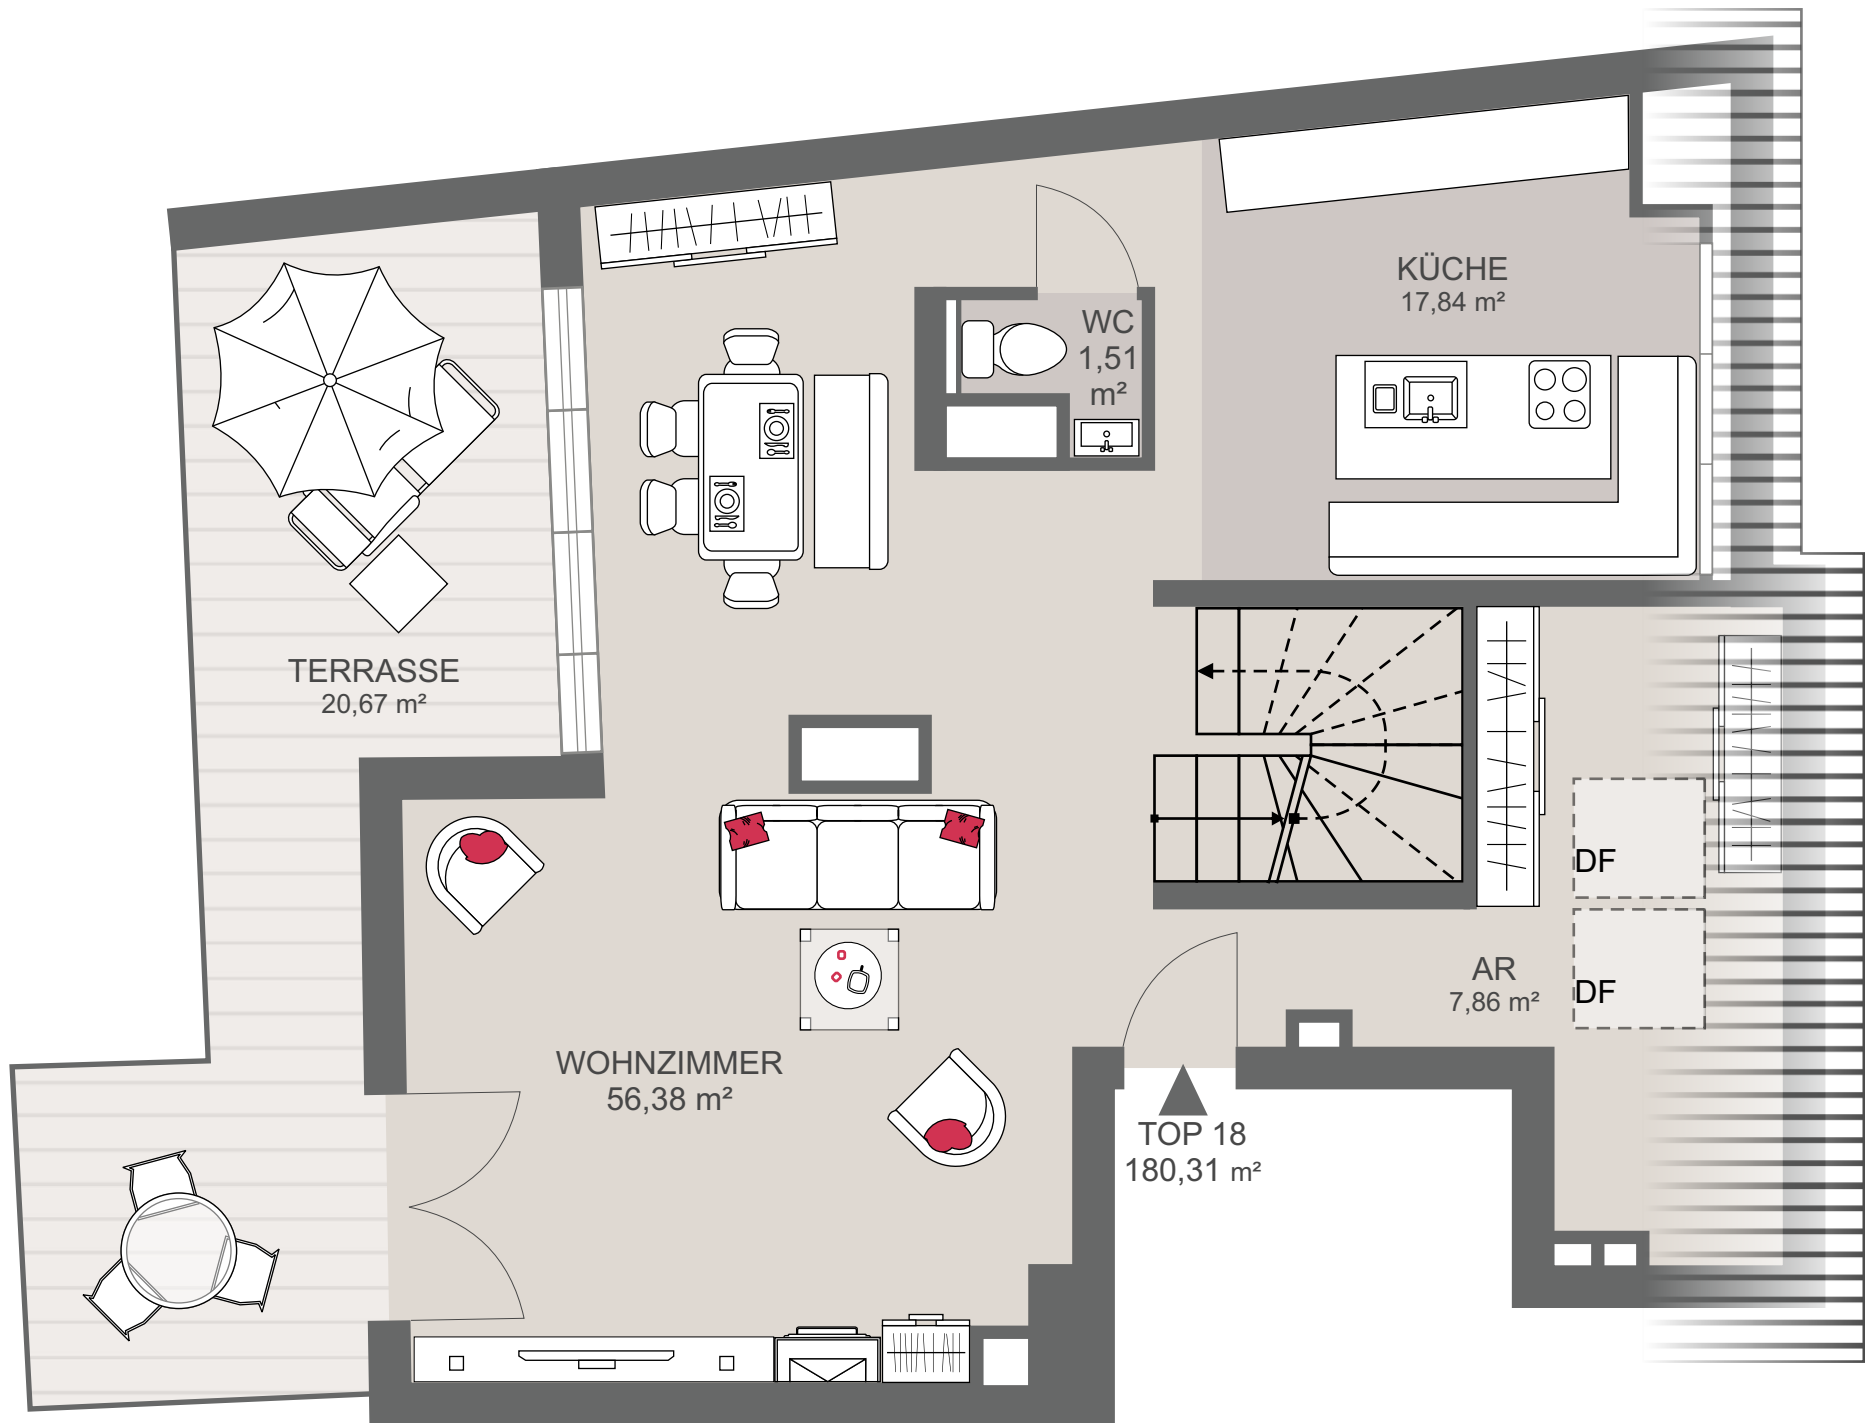 KÜCHE
17,84 m²
WC
1,51
m²
TERRASSE
20,67 m²
DF
DF
AR
7,86 m²
WOHNZIMMER
56,38 m²
TOP 18
180,31 m²